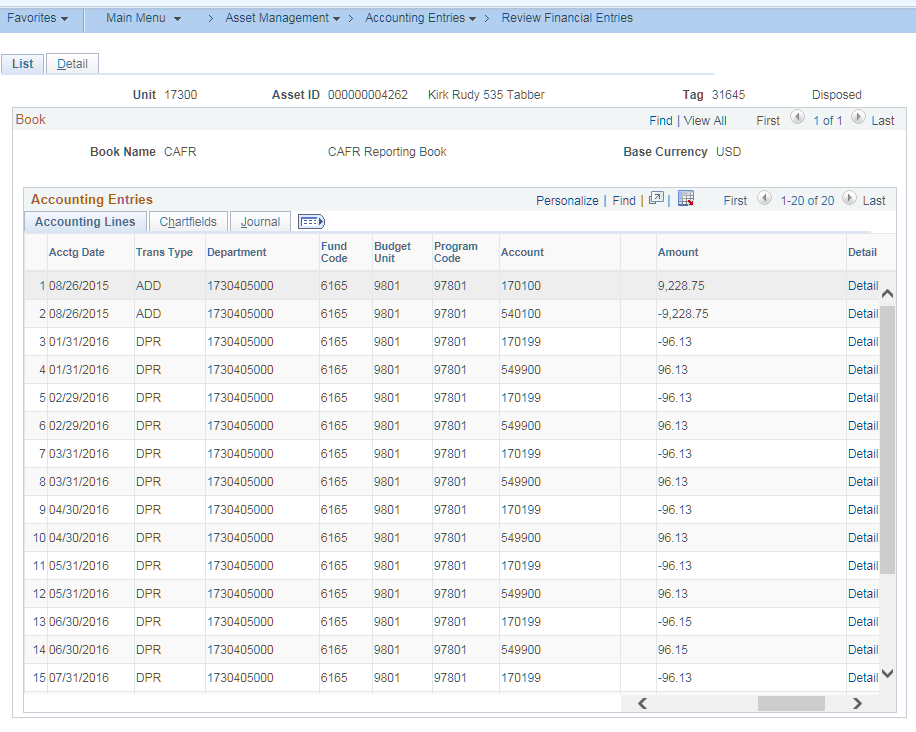 Favorites Main Menu > Asset Management > Accounting Entries > Review Financial Entries
List Detail
Unit 17300 Asset ID 000000004262 Kirk Rudy 535 Tabber Tag 31645 Disposed
Book Find | View All First 1 of 1 Last
Book Name CAFR CAFR Reporting Book Base Currency USD
Accounting Entries Personalize | Find | | First 1-20 of 20 Last
Accounting Lines Chartfields Journal
Acctg Date Trans Type Department Fund Code Budget Unit Program Code Account Amount Detail
1 08/26/2015 ADD 1730405000 6165 9801 97801 170100 9,228.75 Detail
2 08/26/2015 ADD 1730405000 6165 9801 97801 540100 -9,228.75 Detail
3 01/31/2016 DPR 1730405000 6165 9801 97801 170199 -96.13 Detail
4 01/31/2016 DPR 1730405000 6165 9801 97801 549900 96.13 Detail
5 02/29/2016 DPR 1730405000 6165 9801 97801 170199 -96.13 Detail
6 02/29/2016 DPR 1730405000 6165 9801 97801 549900 96.13 Detail
7 03/31/2016 DPR 1730405000 6165 9801 97801 170199 -96.13 Detail
8 03/31/2016 DPR 1730405000 6165 9801 97801 549900 96.13 Detail
9 04/30/2016 DPR 1730405000 6165 9801 97801 170199 -96.13 Detail
10 04/30/2016 DPR 1730405000 6165 9801 97801 549900 96.13 Detail
11 05/31/2016 DPR 1730405000 6165 9801 97801 170199 -96.13 Detail
12 05/31/2016 DPR 1730405000 6165 9801 97801 549900 96.13 Detail
13 06/30/2016 DPR 1730405000 6165 9801 97801 170199 -96.15 Detail
14 06/30/2016 DPR 1730405000 6165 9801 97801 549900 96.15 Detail
15 07/31/2016 DPR 1730405000 6165 9801 97801 170199 -96.13 Detail